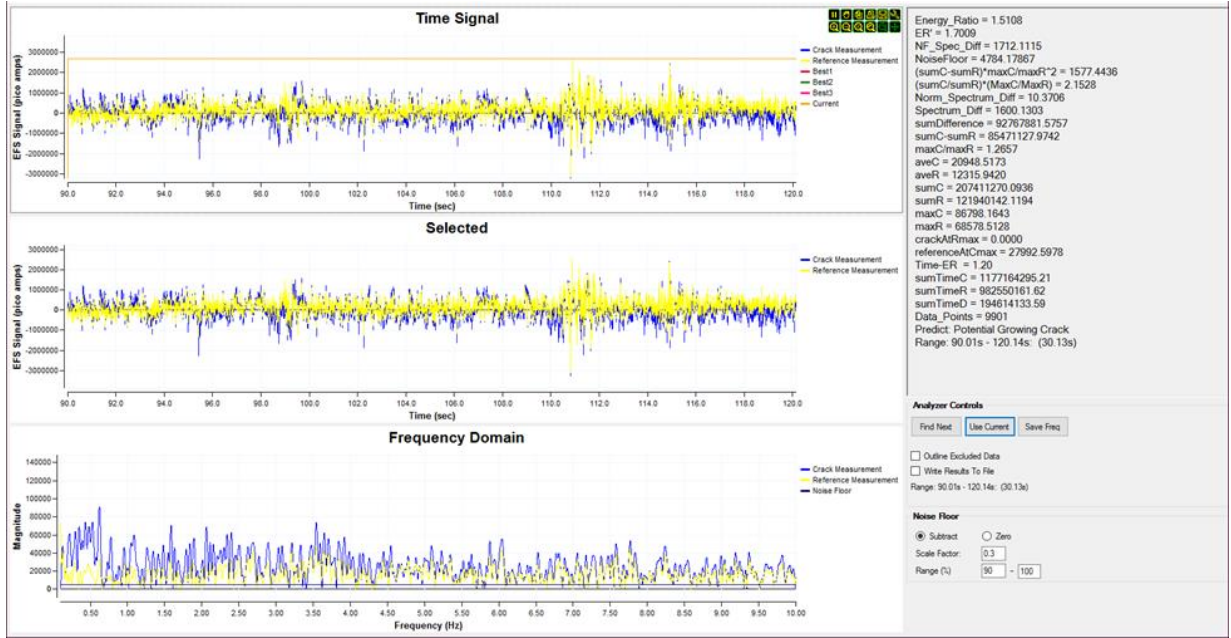 Time Signal
EFS Signal (pico amps)
3000000
2000000
1000000
0
-1000000
-2000000
-3000000
90.0 92.0 94.0 96.0 98.0 100.0 102.0 104.0 106.0 108.0 110.0 112.0 114.0 116.0 118.0 120.0
Time (sec)
Crack Measurement
Reference Measurement
Best1
Best2
Best3
Current
Selected
EFS Signal (pico amps)
3000000
2000000
1000000
0
-1000000
-2000000
-3000000
90.0 92.0 94.0 96.0 98.0 100.0 102.0 104.0 106.0 108.0 110.0 112.0 114.0 116.0 118.0 120.0
Time (sec)
Crack Measurement
Reference Measurement
Frequency Domain
Magnitude
140000
120000
100000
80000
60000
40000
20000
0
0.50 1.00 1.50 2.00 2.50 3.00 3.50 4.00 4.50 5.00 5.50 6.00 6.50 7.00 7.50 8.00 8.50 9.00 9.50 10.00
Frequency (Hz)
Crack Measurement
Reference Measurement
Noise Floor
Energy_Ratio = 1.5108
ER' = 1.7009
NF_Spec_Diff = 1712.1115
NoiseFloor = 4784.17867
(sumC-sumR)*maxC/maxR^2 = 1577.4436
(sumC/sumR)*(MaxC/MaxR) = 2.1528
Norm_Spectrum_Diff = 10.3706
Spectrum_Diff = 1600.1303
sumDifference = 92767881.5757
sumC-sumR = 85471127.9742
maxC/maxR = 1.2657
aveC = 20948.5173
aveR = 12315.9420
sumC = 207411270.0936
sumR = 121940142.1194
maxC = 86798.1643
maxR = 68578.5128
crackAtRmax = 0.0000
referenceAtCmax = 27992.5978
Time-ER = 1.20
sumTimeC = 1177164295.21
sumTimeR = 982550161.62
sumTimeD = 194614133.59
Data_Points = 9901
Predict: Potential Growing Crack
Range: 90.01s - 120.14s: (30.13s)
Analyzer Controls
Find Next Use Current Save Freq
Outline Excluded Data
Write Results To File
Range: 90.01s - 120.14s: (30.13s)
Noise Floor
Subtract Zero
Scale Factor: 0.3
Range (%) 90 - 100